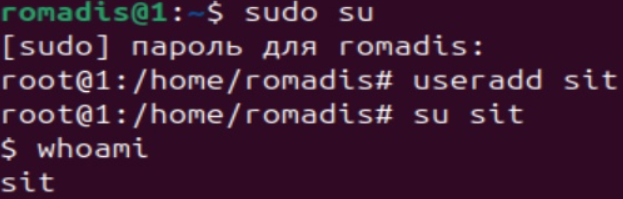 romadis@1:~$ sudo su
[sudo] пароль для romadis:
root@1:/home/romadis# useradd sit
root@1:/home/romadis# su sit
$ whoami
sit